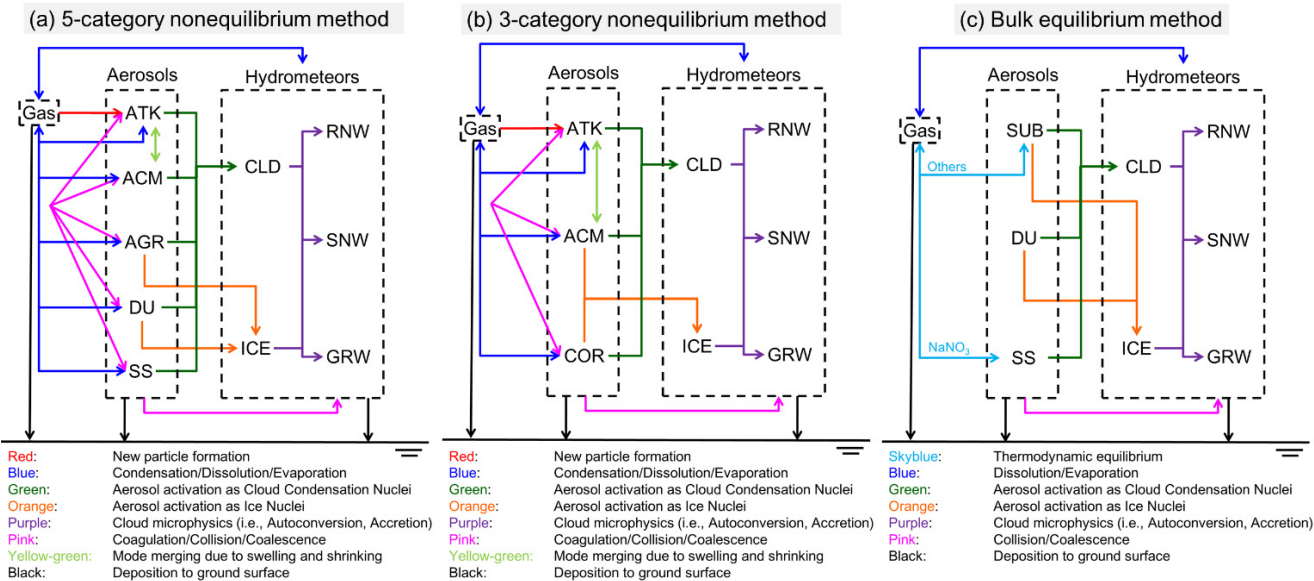 (a) 5-category nonequilibrium method
Aerosols
Hydrometeors
Gas
ATK
ACM
AGR
DU
SS
CLD
ICE
RNW
SNW
GRW
Red: New particle formation
Blue: Condensation/Dissolution/Evaporation
Green: Aerosol activation as Cloud Condensation Nuclei
Orange: Aerosol activation as Ice Nuclei
Purple: Cloud microphysics (i.e., Autoconversion, Accretion)
Pink: Coagulation/Collision/Coalescence
Yellow-green: Mode merging due to swelling and shrinking
Black: Deposition to ground surface
(b) 3-category nonequilibrium method
Aerosols
Hydrometeors
Gas
ATK
ACM
COR
CLD
ICE
RNW
SNW
GRW
Red: New particle formation
Blue: Condensation/Dissolution/Evaporation
Green: Aerosol activation as Cloud Condensation Nuclei
Orange: Aerosol activation as Ice Nuclei
Purple: Cloud microphysics (i.e., Autoconversion, Accretion)
Pink: Coagulation/Collision/Coalescence
Yellow-green: Mode merging due to swelling and shrinking
Black: Deposition to ground surface
(c) Bulk equilibrium method
Aerosols
Hydrometeors
Gas
SUB
Others
DU
NaNO₃
SS
CLD
ICE
RNW
SNW
GRW
Skyblue: Thermodynamic equilibrium
Blue: Dissolution/Evaporation
Green: Aerosol activation as Cloud Condensation Nuclei
Orange: Aerosol activation as Ice Nuclei
Purple: Cloud microphysics (i.e., Autoconversion, Accretion)
Pink: Collision/Coalescence
Black: Deposition to ground surface